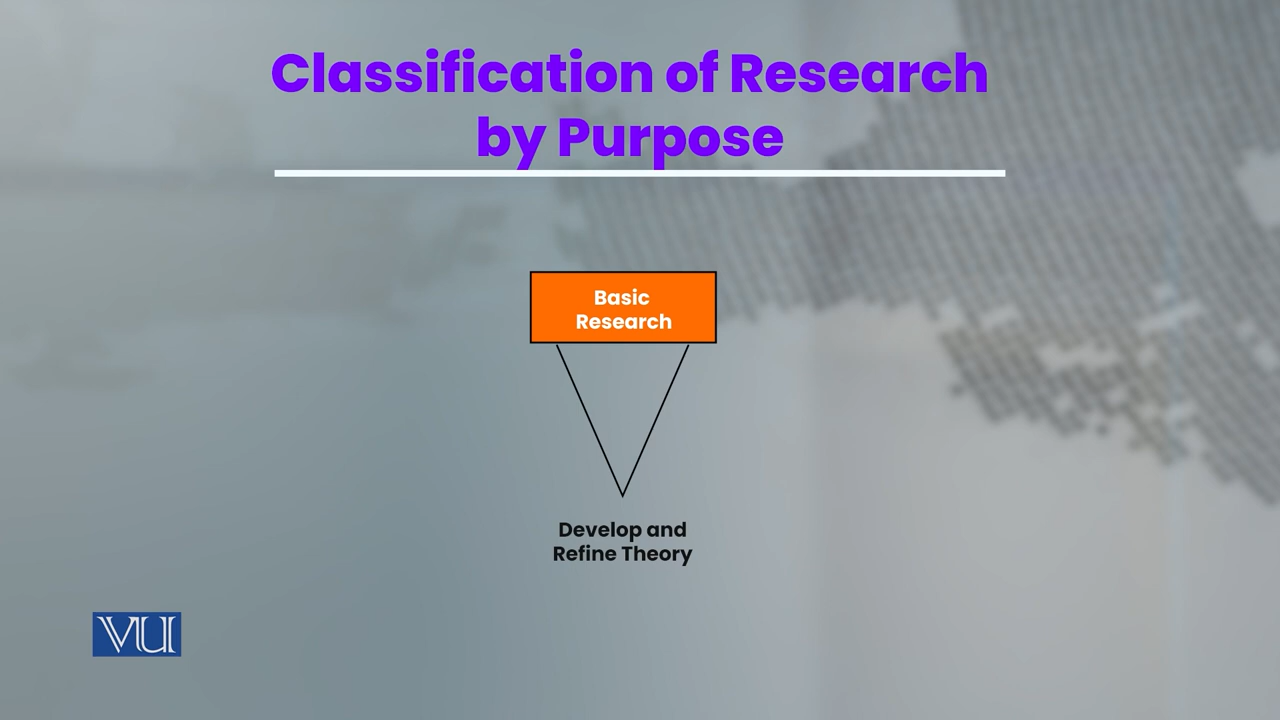 Classification of Research
by Purpose
Basic
Research
Develop and
Refine Theory
VU